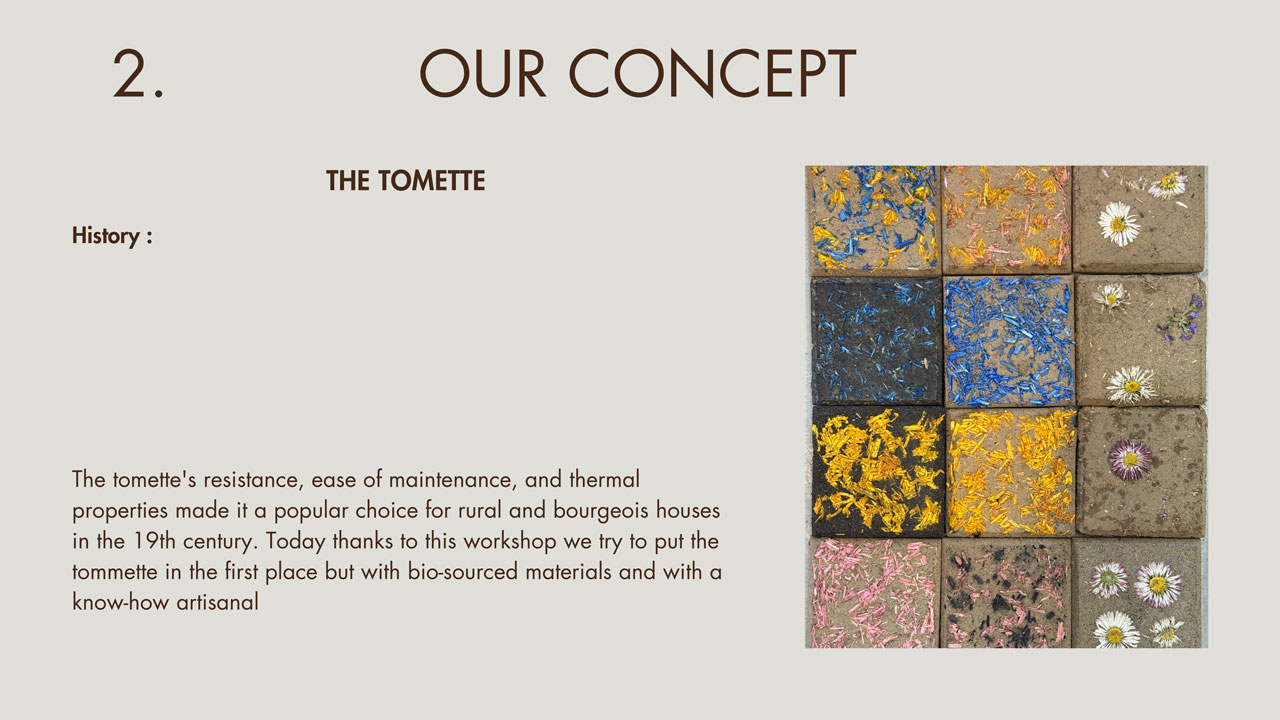 2.
OUR CONCEPT
THE TOMETTE
History :
The tomette's resistance, ease of maintenance, and thermal
properties made it a popular choice for rural and bourgeois houses
in the 19th century. Today thanks to this workshop we try to put the
tommette in the first place but with bio-sourced materials and with a
know-how artisanal